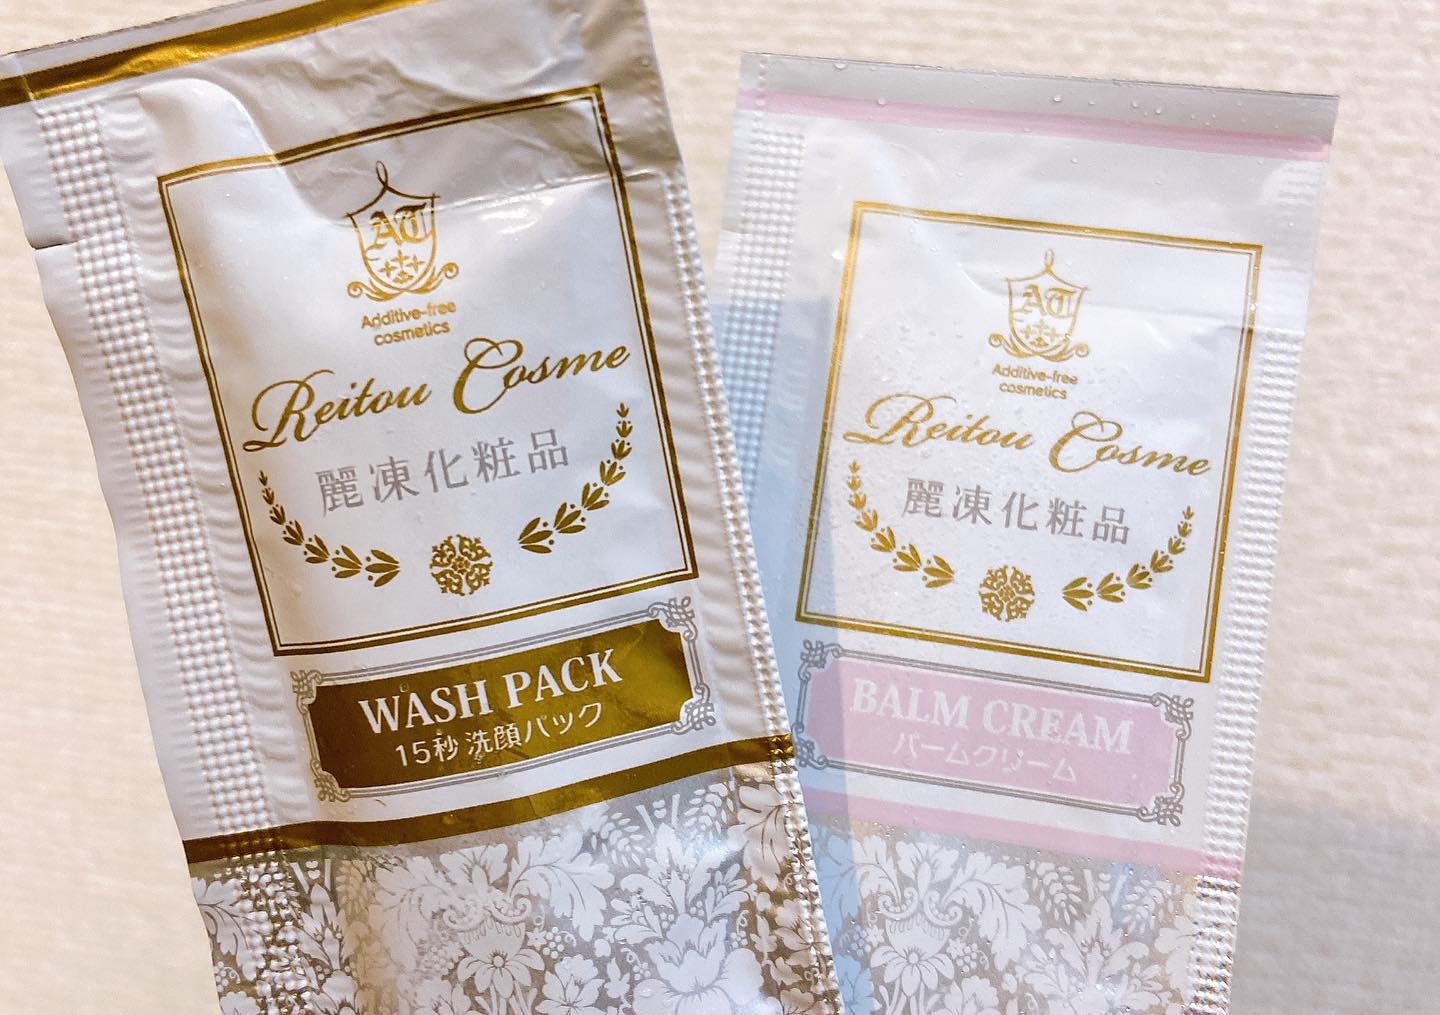 AT
Additive-free
cosmetics
Reitou Cosme
麗凍化粧品
WASH PACK
15秒 洗顔パック
AT
Additive-free
cosmetics
Reitou Cosme
麗凍化粧品
BALM CREAM
バームクリーム